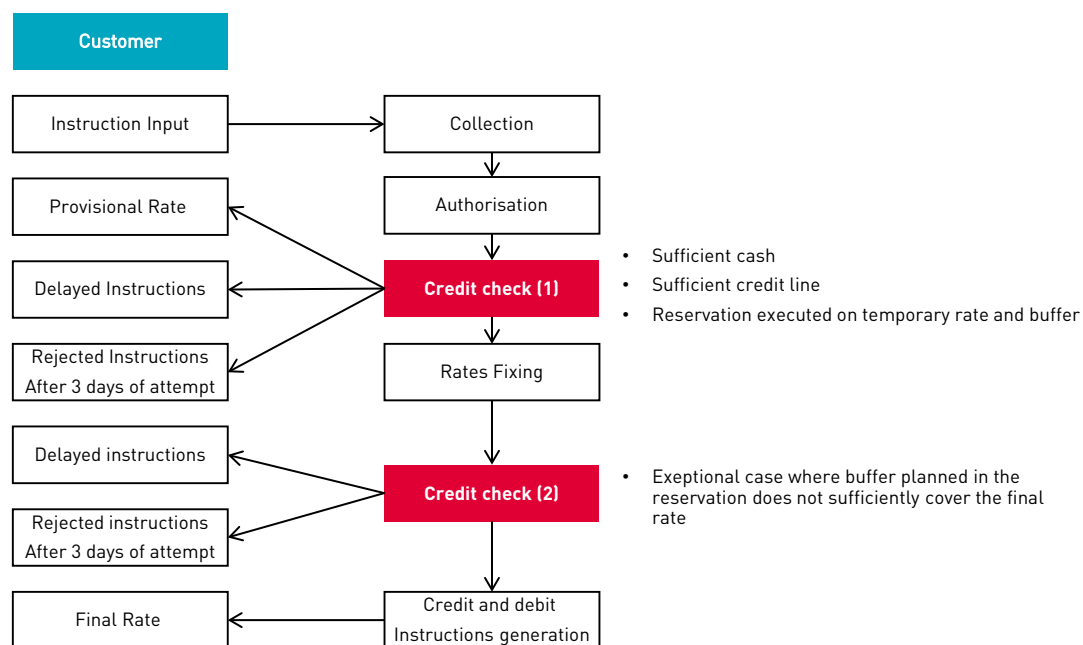 Customer
Instruction Input
Collection
Provisional Rate
Authorisation
Delayed Instructions
Credit check (1)
• Sufficient cash
• Sufficient credit line
• Reservation executed on temporary rate and buffer
Rejected Instructions
After 3 days of attempt
Rates Fixing
Delayed instructions
Credit check (2)
• Exeptional case where buffer planned in the
reservation does not sufficiently cover the final
rate
Rejected instructions
After 3 days of attempt
Final Rate
Credit and debit
Instructions generation